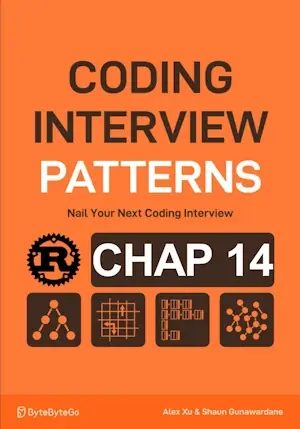 CODING
INTERVIEW
PATTERNS
Nail Your Next Coding Interview
R
CHAP 14
ByteByteGo
Alex Xu & Shaun Gunawardane